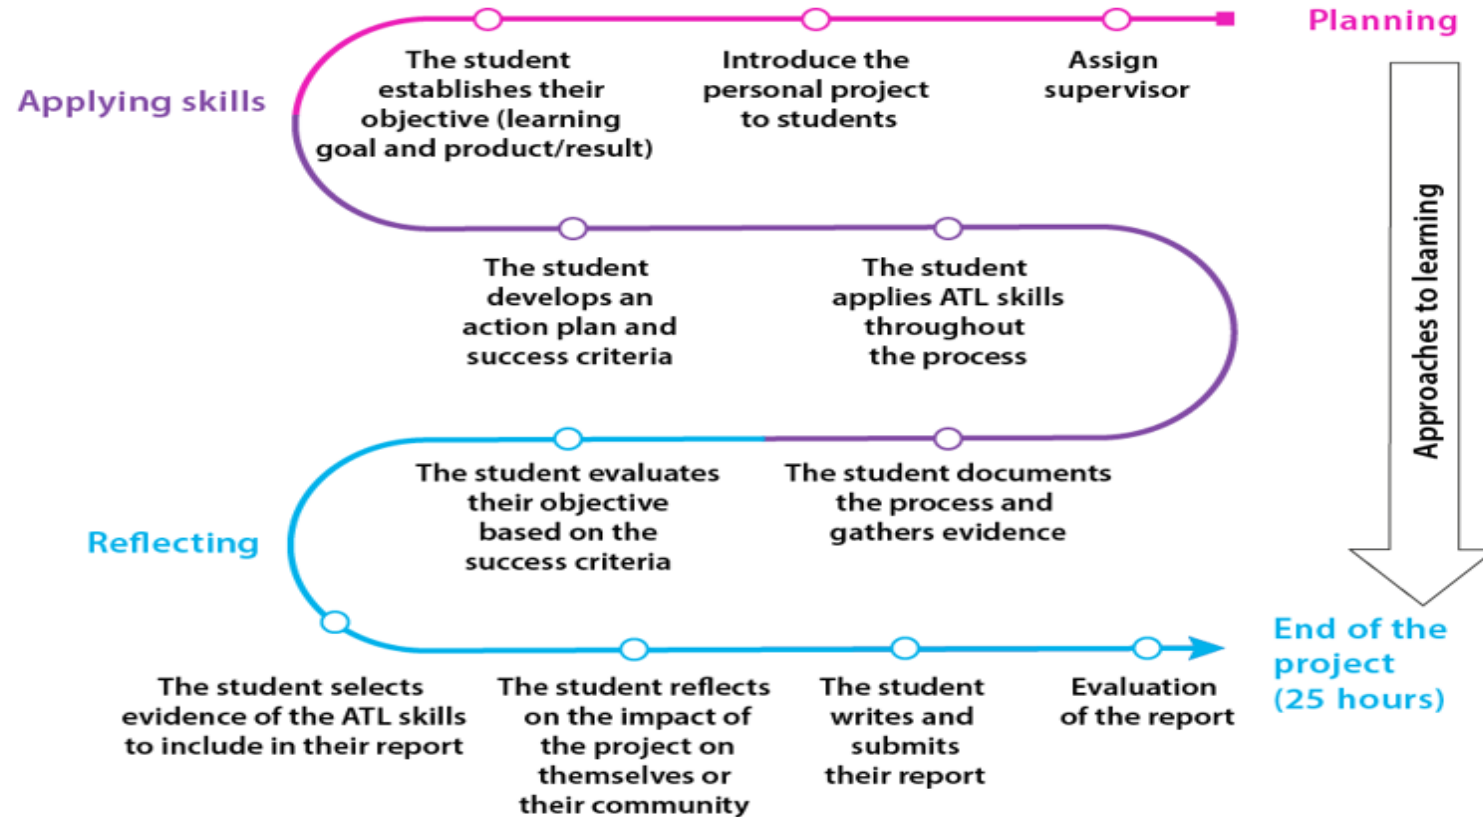 Planning
Assign
supervisor
Introduce the
personal project
to students
The student
establishes their
objective (learning
goal and product/result)
Applying skills
The student
develops an
action plan and
success criteria
The student
applies ATL skills
throughout
the process
The student documents
the process and
gathers evidence
The student evaluates
their objective
based on the
success criteria
Reflecting
The student selects
evidence of the ATL skills
to include in their report
The student reflects
on the impact of
the project on
themselves or
their community
The student
writes and
submits
their report
Evaluation
of the report
End of the
project
(25 hours)
Approaches to learning